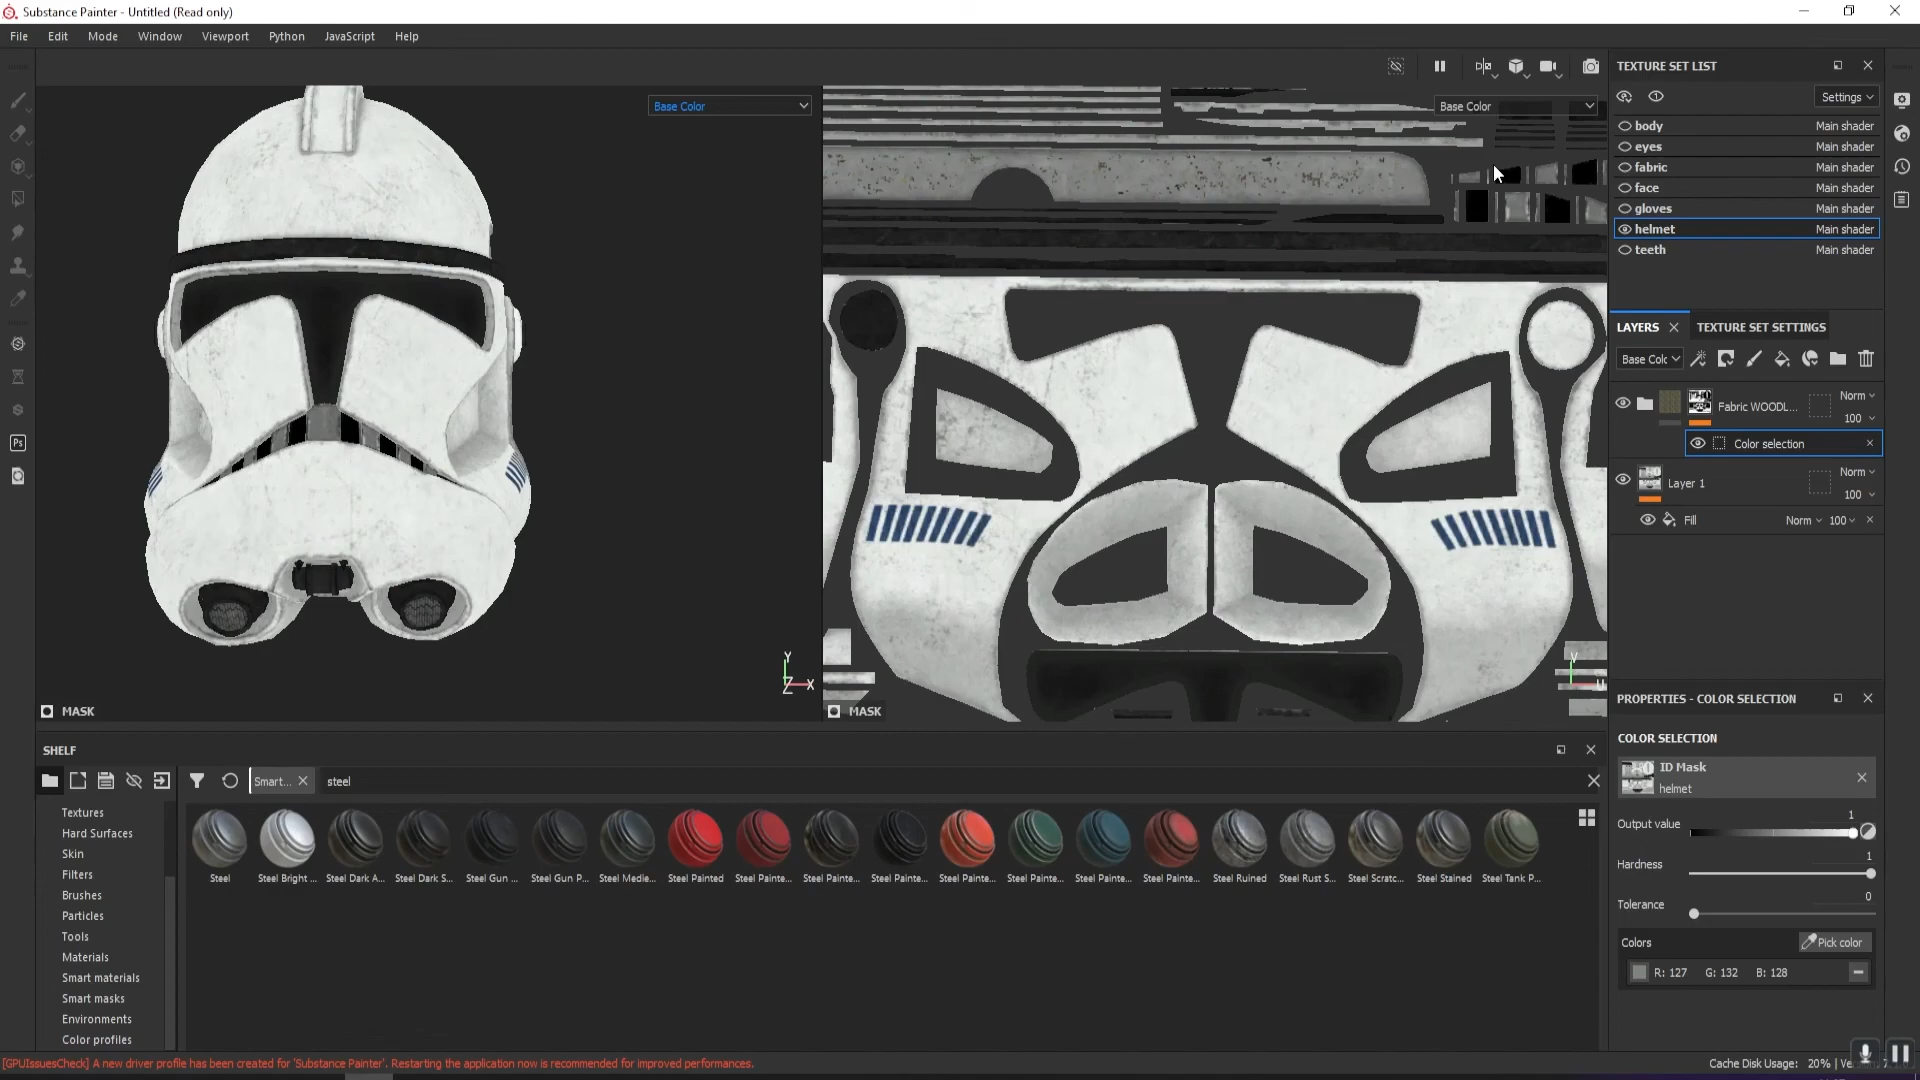 Substance Painter - Untitled (Read only)
File Edit Mode Window Viewport Python JavaScript Help
Base Color
Base Color
Y
Z X
V
MASK
MASK
TEXTURE SET LIST
Settings
body Main shader
eyes Main shader
fabric Main shader
face Main shader
gloves Main shader
helmet Main shader
teeth Main shader
LAYERS TEXTURE SET SETTINGS
Base Colc
Fabric WOODL... Norm
100
Color selection
Layer 1 Norm
100
Fill Norm 100
PROPERTIES - COLOR SELECTION
COLOR SELECTION
ID Mask
helmet
Output value 1
Hardness 1
Tolerance 0
Colors Pick color
R: 127 G: 132 B: 128
Ps
SHELF
Smart... steel
Textures
Hard Surfaces
Skin
Filters
Brushes
Particles
Tools
Materials
Smart materials
Smart masks
Environments
Color profiles
Steel Steel Bright ... Steel Dark A... Steel Dark S... Steel Gun ... Steel Gun P... Steel Medie... Steel Painted Steel Painte... Steel Painte... Steel Painte... Steel Painte... Steel Painte... Steel Painte... Steel Painte... Steel Ruined Steel Rust S... Steel Scratc... Steel Stained Steel Tank P...
[GPUIssuesCheck] A new driver profile has been created for 'Substance Painter'. Restarting the application now is recommended for improved performances.
Cache Disk Usage: 20% |